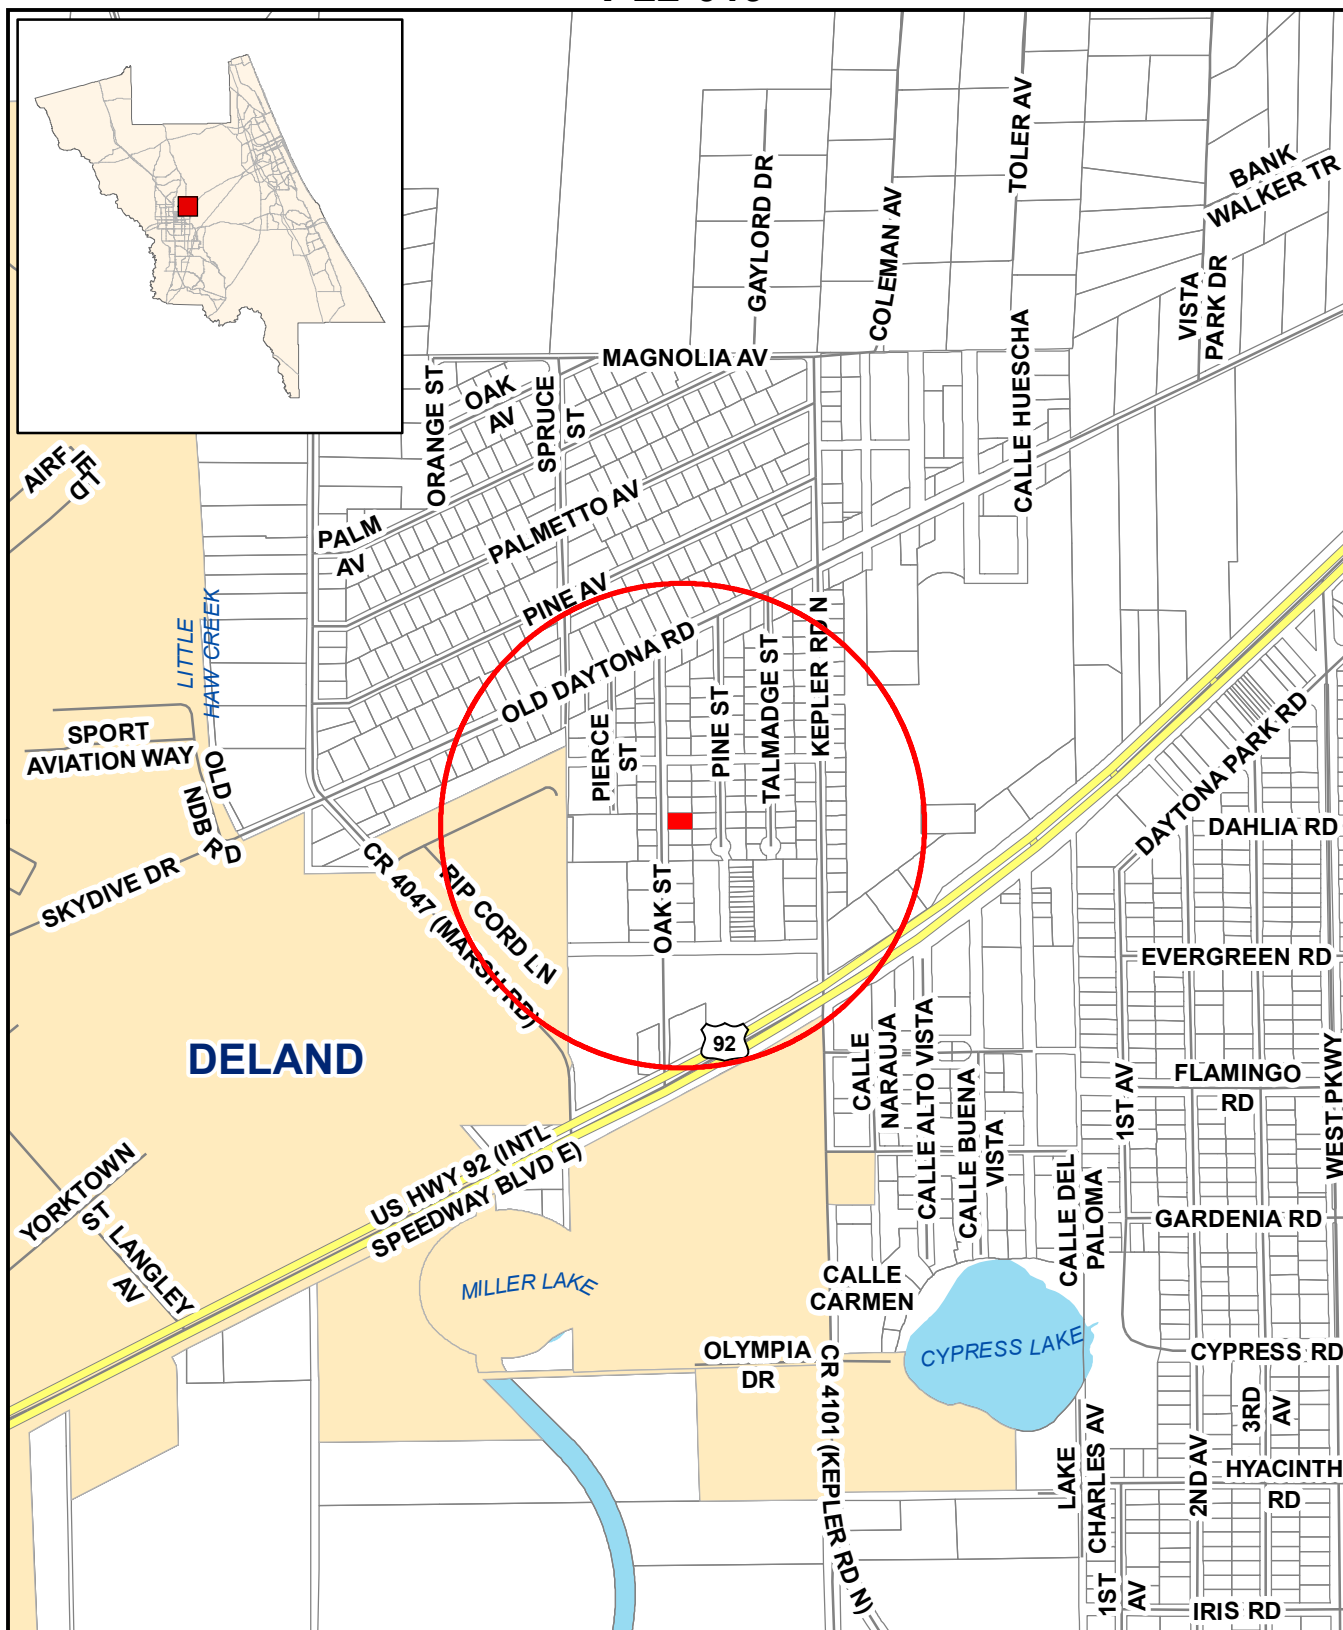 TOLER AV
GAYLORD DR
COLEMAN AV
BANK
WALKER TR
VISTA
PARK DR
MAGNOLIA AV
CALLE HUESCHA
ORANGE ST
OAK
AV
SPRUCE
ST
AIRFIELD
PALM
AV
PALMETTO AV
PINE AV
LITTLE
HAW CREEK
OLD DAYTONA RD
PIERCE
ST
PINE ST
TALMADGE ST
KEPLER RD N
SPORT
AVIATION WAY
OLD
NDB RD
SKYDIVE DR
CR 4047 (MARSH RD)
RIP CORD LN
OAK ST
DAYTONA PARK RD
DAHLIA RD
EVERGREEN RD
DELAND
92
CALLE
NARAUJA
CALLE ALTO VISTA
CALLE BUENA
VISTA
1ST AV
FLAMINGO
RD
WEST PKWY
US HWY 92 (INTL
SPEEDWAY BLVD E)
YORKTOWN
ST
LANGLEY
AV
CALLE DEL
PALOMA
GARDENIA RD
MILLER LAKE
CALLE
CARMEN
CYPRESS LAKE
OLYMPIA
DR
CYPRESS RD
CR 4101 (KEPLER RD N)
3RD
AV
LAKE
CHARLES AV
2ND AV
HYACINTH
RD
1ST
AV
IRIS RD